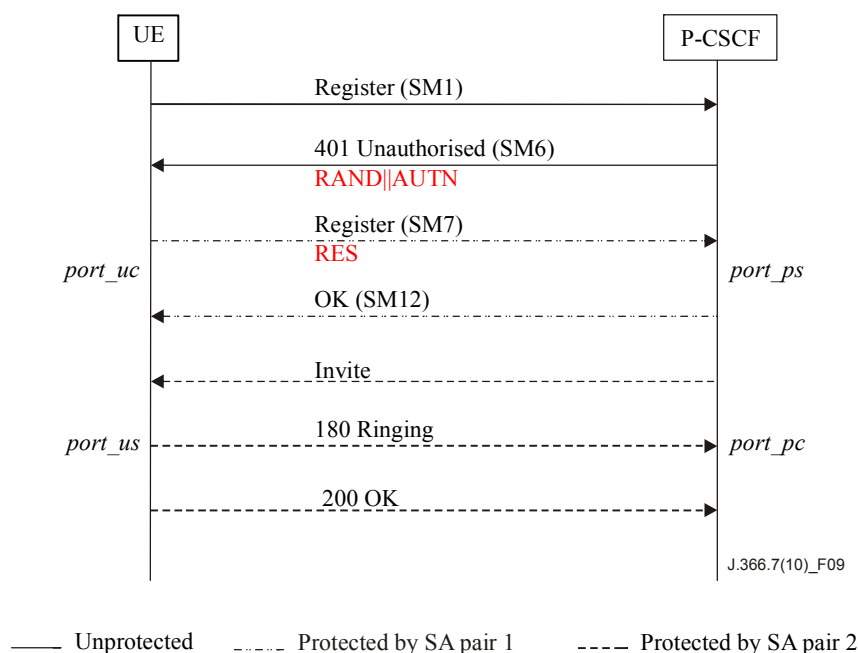 UE
P-CSCF
Register (SM1)
401 Unauthorised (SM6)
RAND||AUTN
Register (SM7)
RES
port_uc
port_ps
OK (SM12)
Invite
180 Ringing
port_us
port_pc
200 OK
J.366.7(10)_F09
Unprotected
Protected by SA pair 1
Protected by SA pair 2